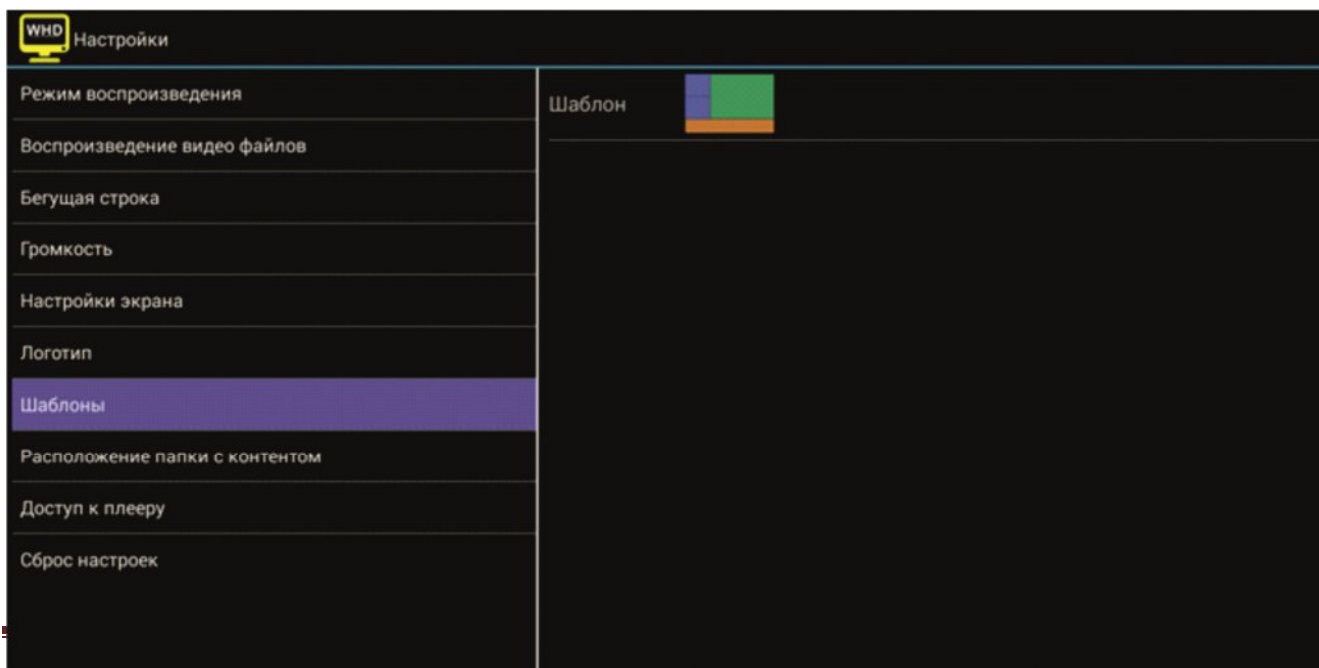 WHD
Настройки
Режим воспроизведения
Воспроизведение видео файлов
Бегущая строка
Громкость
Настройки экрана
Логотип
Шаблоны
Расположение папки с контентом
Доступ к плееру
Сброс настроек
Шаблон